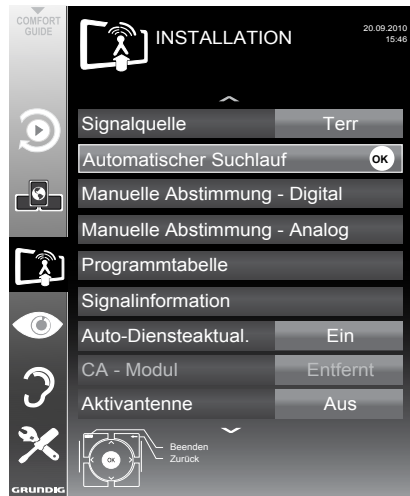 COMFORT
GUIDE
INSTALLATION
20.09.2010
15:46
Signalquelle Terr
Automatischer Suchlauf OK
Manuelle Abstimmung - Digital
Manuelle Abstimmung - Analog
Programmtabelle
Signalinformation
Auto-Diensteaktual. Ein
CA - Modul Entfernt
Aktivantenne Aus
Beenden
OK Zurück
GRUNDIG